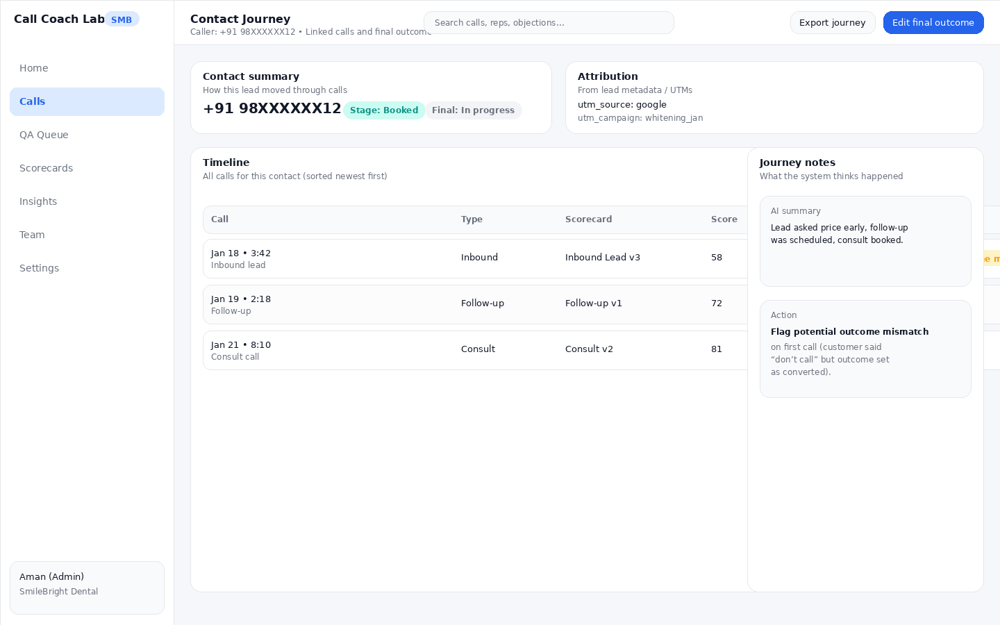 Call Coach Lab SMB
Home
Calls
QA Queue
Scorecards
Insights
Team
Settings
Aman (Admin)
SmileBright Dental
Contact Journey
Caller: +91 98XXXXXX12 • Linked calls and final outcome
Search calls, reps, objections...
Export journey
Edit final outcome
Contact summary
How this lead moved through calls
+91 98XXXXXX12 Stage: Booked Final: In progress
Attribution
From lead metadata / UTMs
utm_source: google
utm_campaign: whitening_jan
Timeline
All calls for this contact (sorted newest first)
Call Type Scorecard Score
Jan 18 • 3:42
Inbound lead
Inbound Inbound Lead v3 58
Jan 19 • 2:18
Follow-up
Follow-up Follow-up v1 72
Jan 21 • 8:10
Consult call
Consult Consult v2 81
Journey notes
What the system thinks happened
AI summary
Lead asked price early, follow-up
was scheduled, consult booked.
Action
Flag potential outcome mismatch
on first call (customer said
“don’t call” but outcome set
as converted).